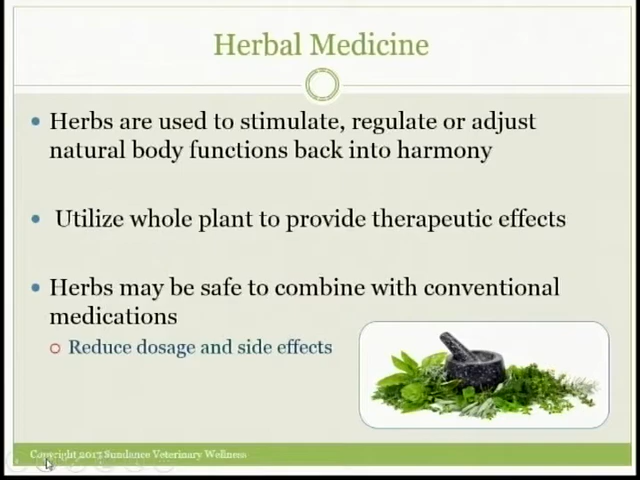 Herbal Medicine
Herbs are used to stimulate, regulate or adjust
natural body functions back into harmony
Utilize whole plant to provide therapeutic effects
Herbs may be safe to combine with conventional
medications
Reduce dosage and side effects
Copyright 2013 Sundance Veterinary Wellness